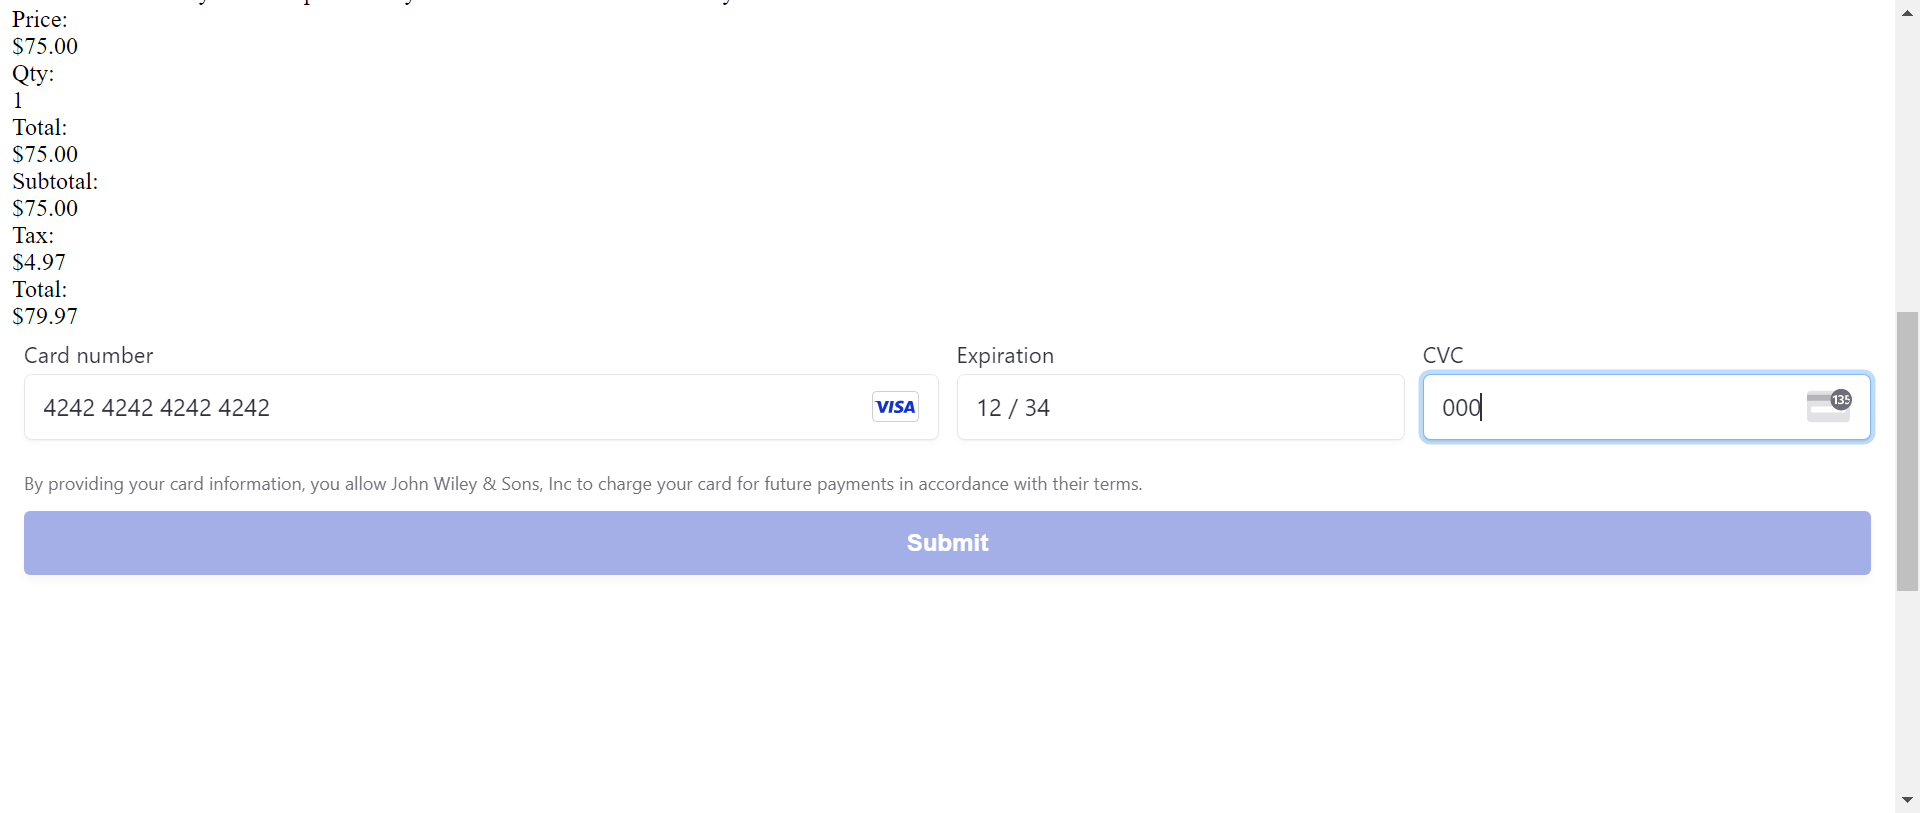 Price:
$75.00
Qty:
1
Total:
$75.00
Subtotal:
$75.00
Tax:
$4.97
Total:
$79.97
Card number Expiration CVC
4242 4242 4242 4242 VISA 12 / 34 000 135
By providing your card information, you allow John Wiley & Sons, Inc to charge your card for future payments in accordance with their terms.
Submit